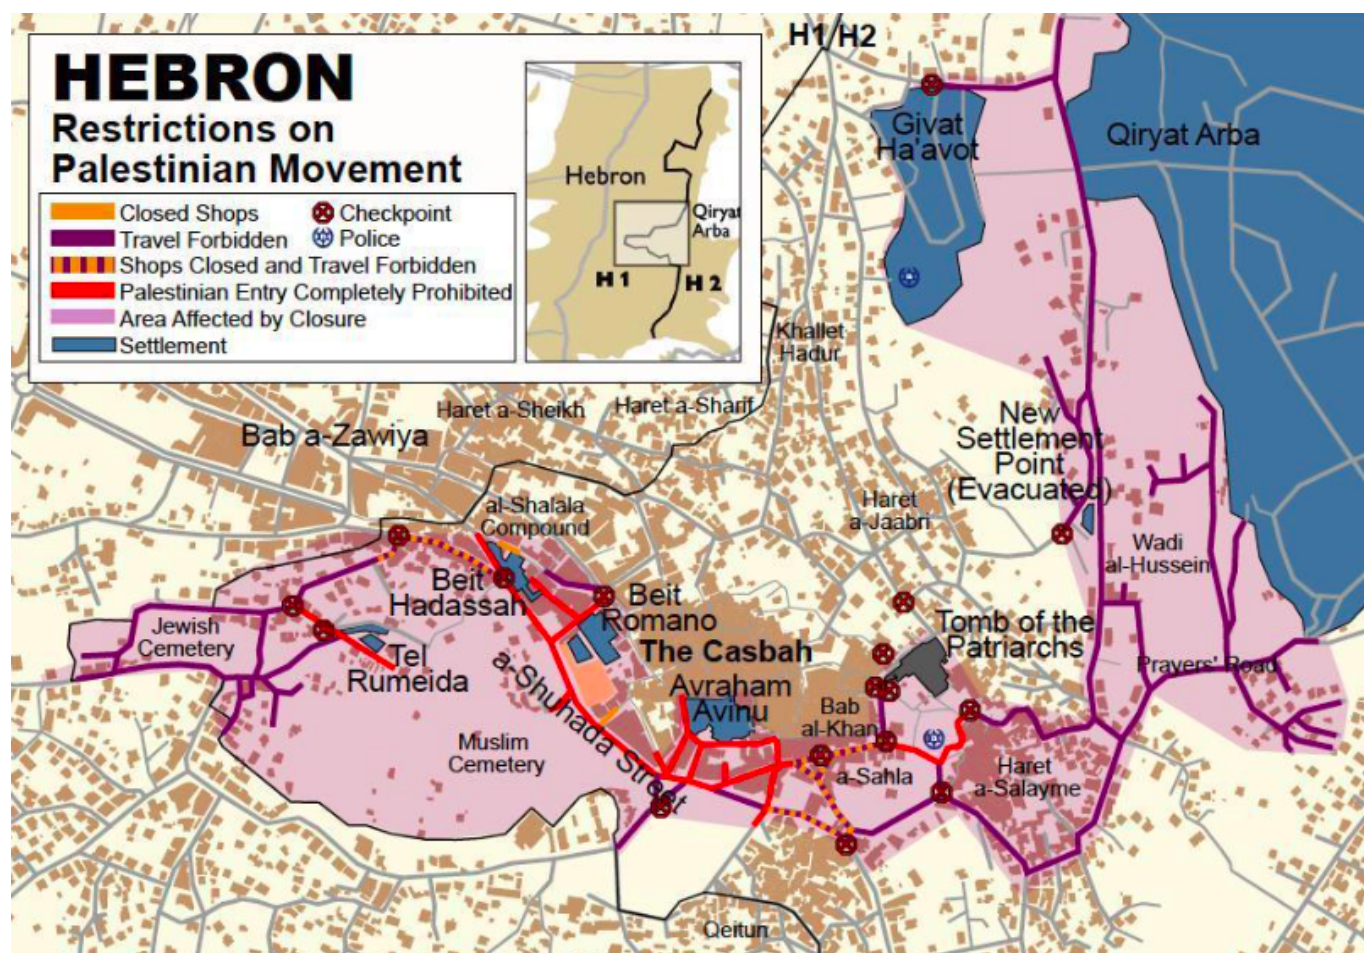 HEBRON
Restrictions on
Palestinian Movement
Closed Shops
Checkpoint
Travel Forbidden
Police
Shops Closed and Travel Forbidden
Palestinian Entry Completely Prohibited
Area Affected by Closure
Settlement
Hebron
Qiryat
Arba
H 1
H 2
H1/H2
Givat
Ha'avot
Qiryat Arba
Khallet
Hadur
Haret a-Sheikh
Haret a-Sharif
Bab a-Zawiya
New
Settlement
Point
(Evacuated)
al-Shalala
Compound
Haret
a-Jaabri
Wadi
al-Hussein
Beit
Hadassah
Beit
Romano
Jewish
Cemetery
Tomb of the
Patriarchs
The Casbah
Tel
Rumeida
Prayers' Road
Avraham
Avinu
Bab
al-Khan
a-Shuhada Street
Muslim
Cemetery
a-Sahla
Haret
a-Salayme
Qeitun